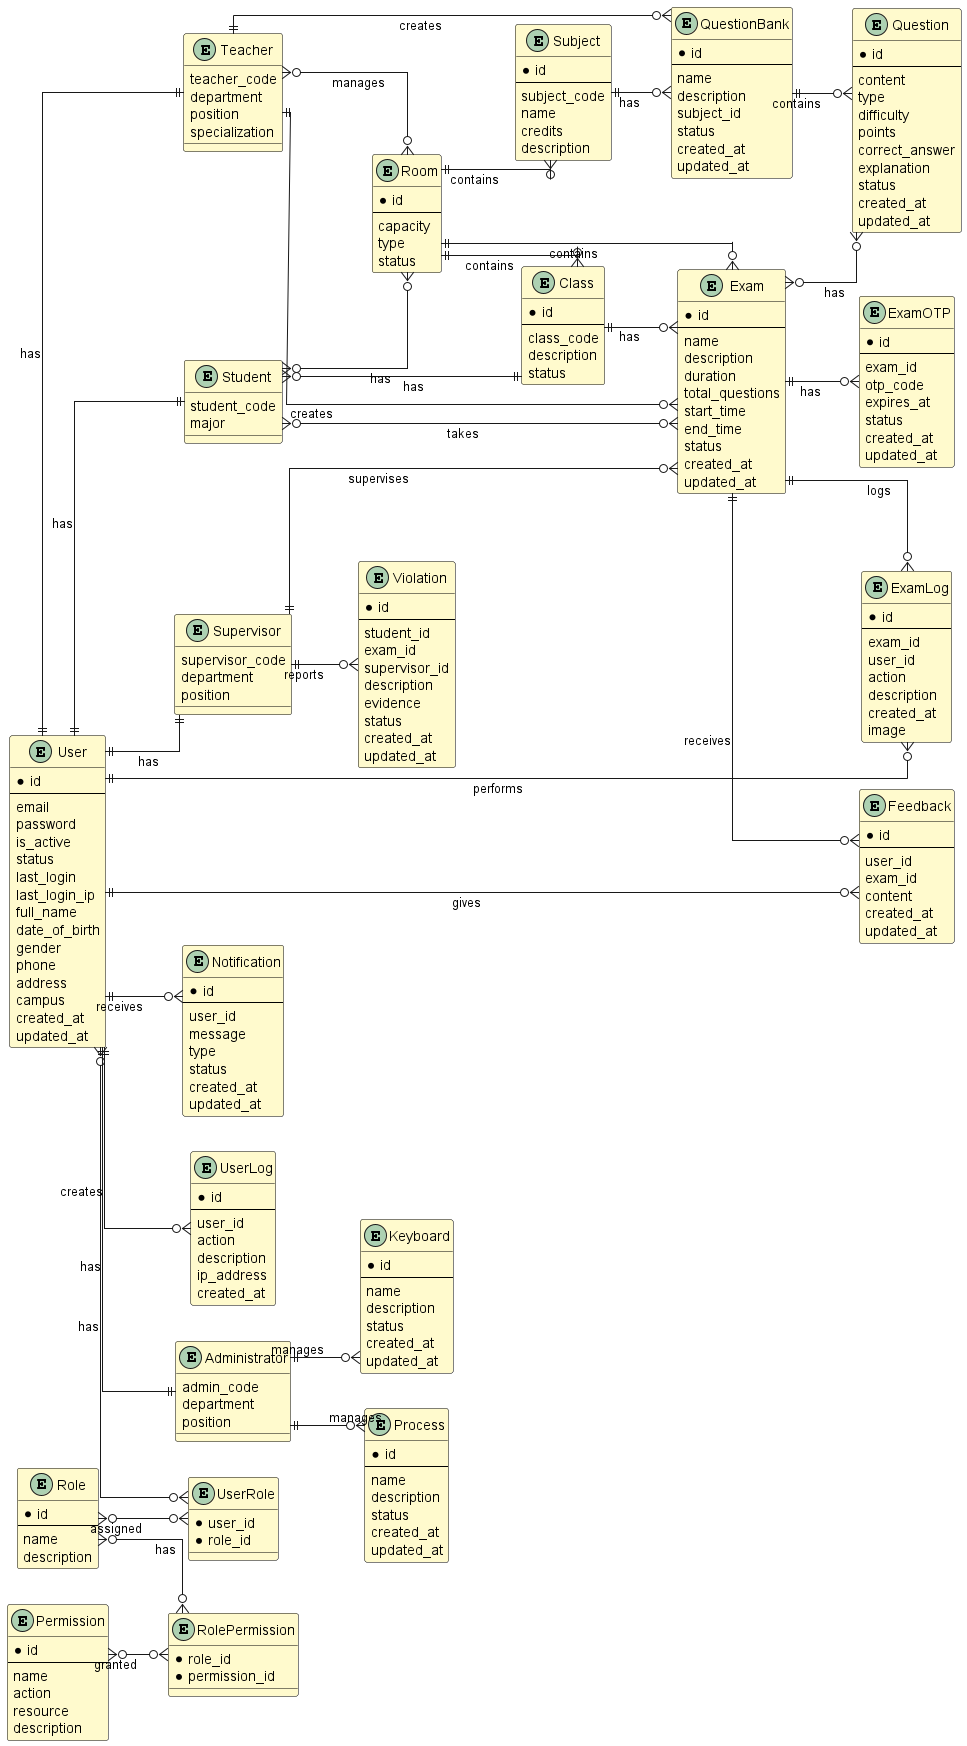 creates
E Teacher
teacher_code
department
position
specialization
manages
E Subject
id
subject_code
name
credits
description
has
E QuestionBank
id
name
description
subject_id
status
created_at
updated_at
contains
E Question
id
content
type
difficulty
points
correct_answer
explanation
status
created_at
updated_at
has
E Room
id
capacity
type
status
contains
contains
contains
E Class
id
class_code
description
status
has
E Exam
id
name
description
duration
total_questions
start_time
end_time
status
created_at
updated_at
has
E ExamOTP
id
exam_id
otp_code
expires_at
status
created_at
updated_at
has
E Student
student_code
major
has
has
creates
takes
supervises
logs
has
E Violation
id
student_id
exam_id
supervisor_id
description
evidence
status
created_at
updated_at
E Supervisor
supervisor_code
department
position
reports
E ExamLog
id
exam_id
user_id
action
description
created_at
image
receives
has
performs
E User
id
email
password
is_active
status
last_login
last_login_ip
full_name
date_of_birth
gender
phone
address
campus
created_at
updated_at
E Feedback
id
user_id
exam_id
content
created_at
updated_at
gives
receives
E Notification
id
user_id
message
type
status
created_at
updated_at
creates
E UserLog
id
user_id
action
description
ip_address
created_at
has
has
E Keyboard
id
name
description
status
created_at
updated_at
E Administrator
admin_code
department
position
manages
manages
E Process
id
name
description
status
created_at
updated_at
E Role
id
name
description
assigned
has
E UserRole
user_id
role_id
E Permission
id
name
action
resource
description
granted
E RolePermission
role_id
permission_id